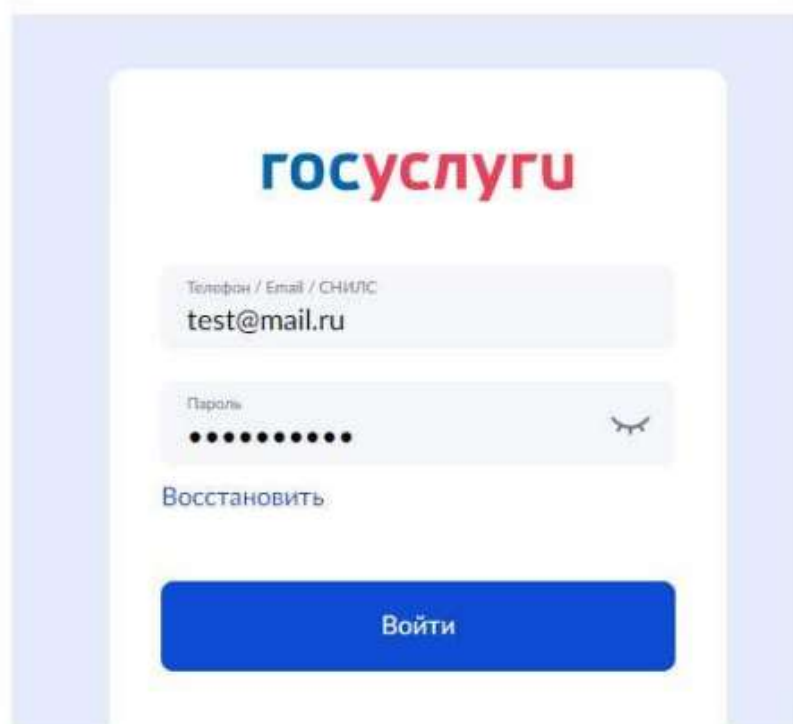 госуслуги
Телефон / Email / СНИЛС
test@mail.ru
Пароль
••••••••••
Восстановить
Войти